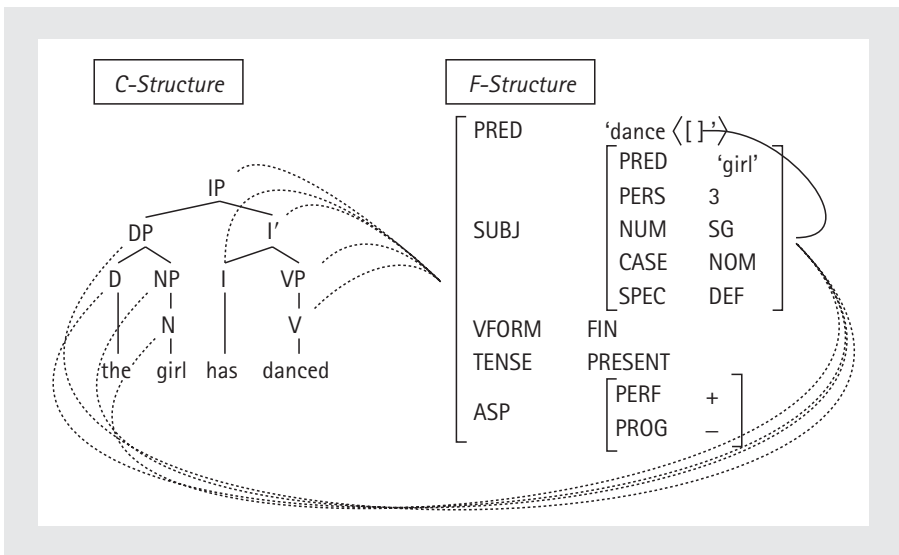 C-Structure
IP
DP I′
D NP I VP
N V
the girl has danced
F-Structure
PRED ‘dance ⟨[ ]’⟩
SUBJ
PRED ‘girl’
PERS 3
NUM SG
CASE NOM
SPEC DEF
VFORM FIN
TENSE PRESENT
ASP
PERF +
PROG –